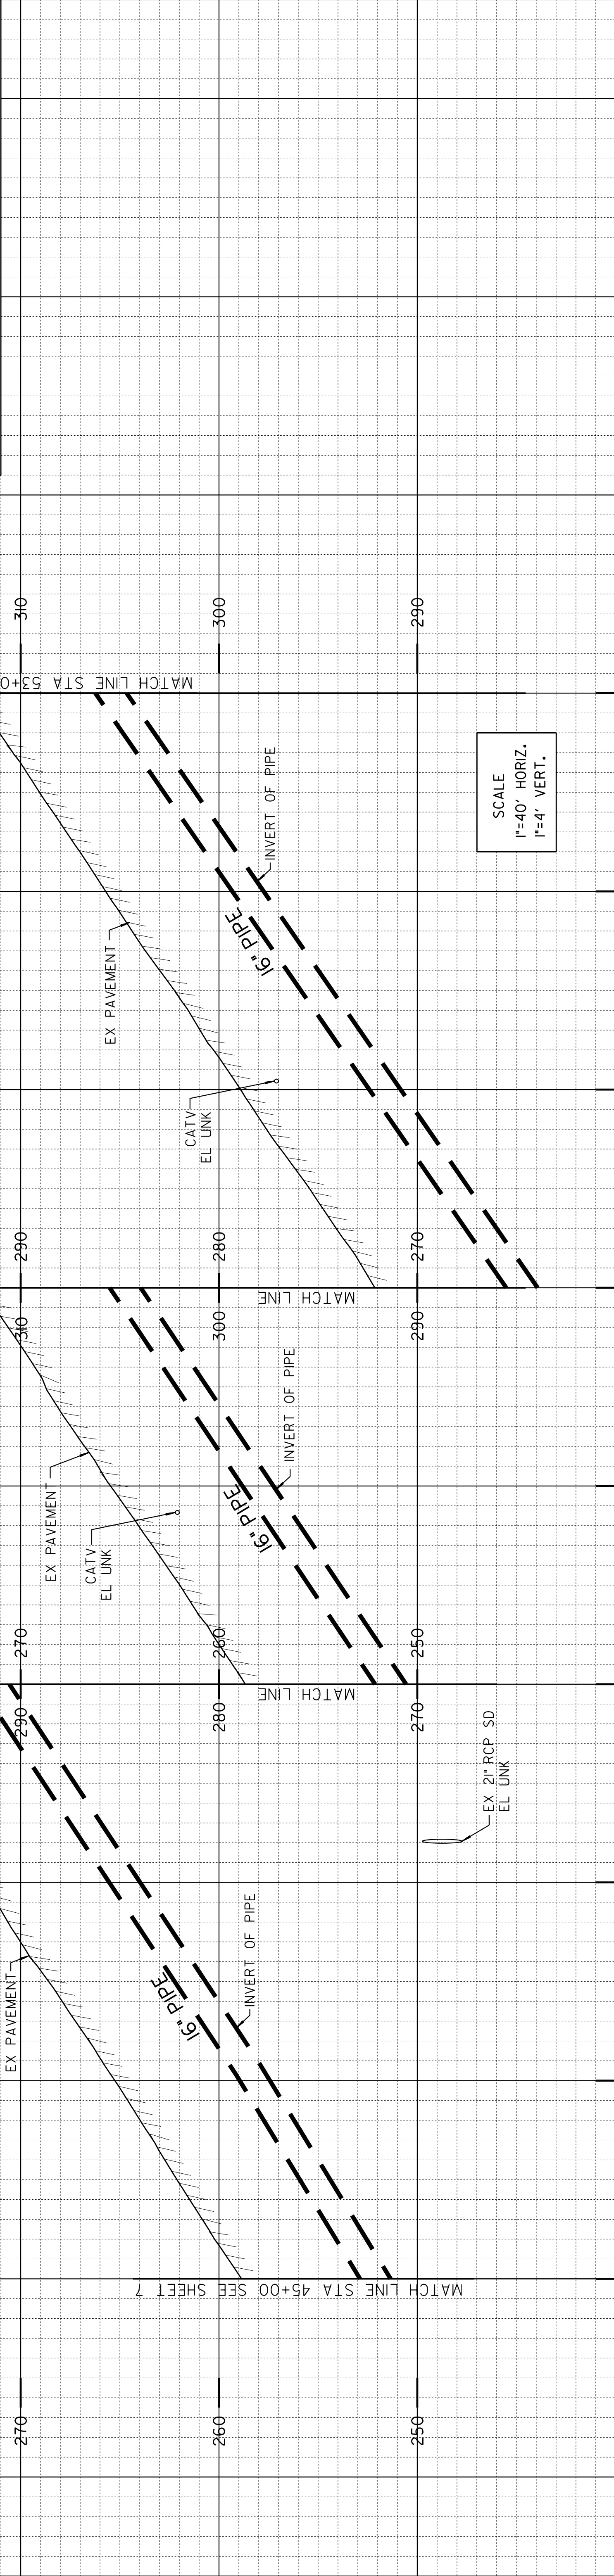 310
300
290
MATCH LINE STA 53+0
INVERT OF PIPE
SCALE
1"=40' HORIZ.
1"=4' VERT.
EX PAVEMENT
16" PIPE
CATV
EL UNK
290
280
270
MATCH LINE
310
300
290
INVERT OF PIPE
EX PAVEMENT
16" PIPE
CATV
EL UNK
270
260
250
MATCH LINE
290
280
270
EX 21" RCP SD
EL UNK
EX PAVEMENT
16" PIPE
INVERT OF PIPE
MATCH LINE STA 45+00 SEE SHEET 7
270
260
250